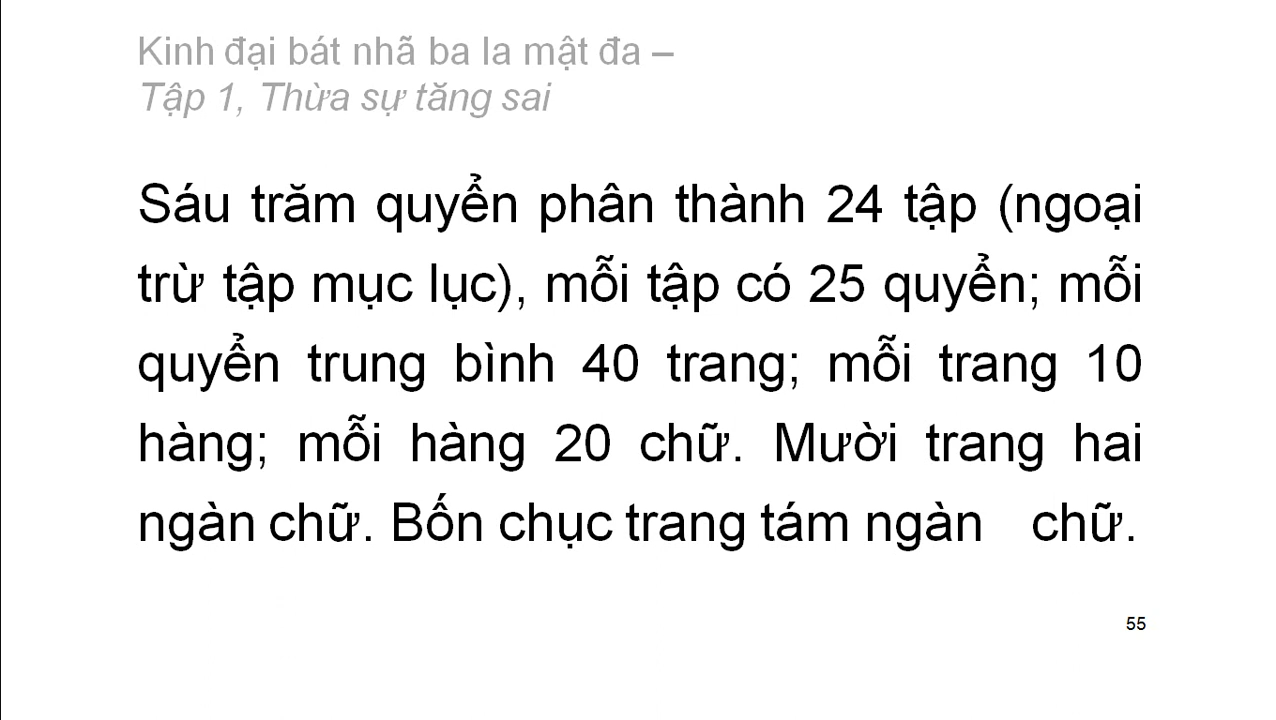 Kinh đại bát nhã ba la mật đa –
Tập 1, Thừa sự tăng sai
Sáu trăm quyển phân thành 24 tập (ngoại
trừ tập mục lục), mỗi tập có 25 quyển; mỗi
quyển trung bình 40 trang; mỗi trang 10
hàng; mỗi hàng 20 chữ. Mười trang hai
ngàn chữ. Bốn chục trang tám ngàn chữ.
55